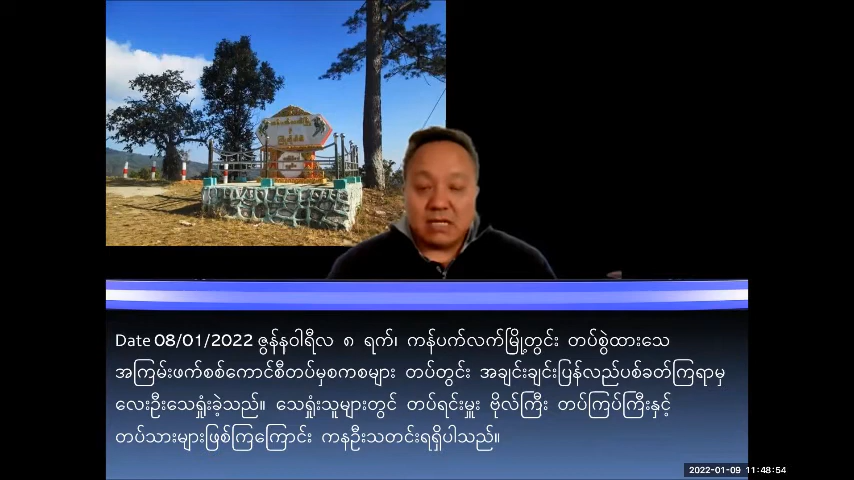 Date 08/01/2022 ဇွန်နဝါရီလ ၈ ရက်၊ ကန်ပက်လက်မြို့တွင်း တပ်စွဲထားသေ
အကြမ်းဖက်စစ်ကောင်စီတပ်မှစကစများ တပ်တွင်း အချင်းချင်းပြန်လည်ပစ်ခတ်ကြရာမှ
လေးဦးသေရှုံးခဲ့သည်။ သေရှုံးသူများတွင် တပ်ရင်းမှူး ဗိုလ်ကြီး တပ်ကြပ်ကြီးနှင့်
တပ်သားများဖြစ်ကြကြောင်း ကနဦးသတင်းရရှိပါသည်။
2022-01-09 11:48:54